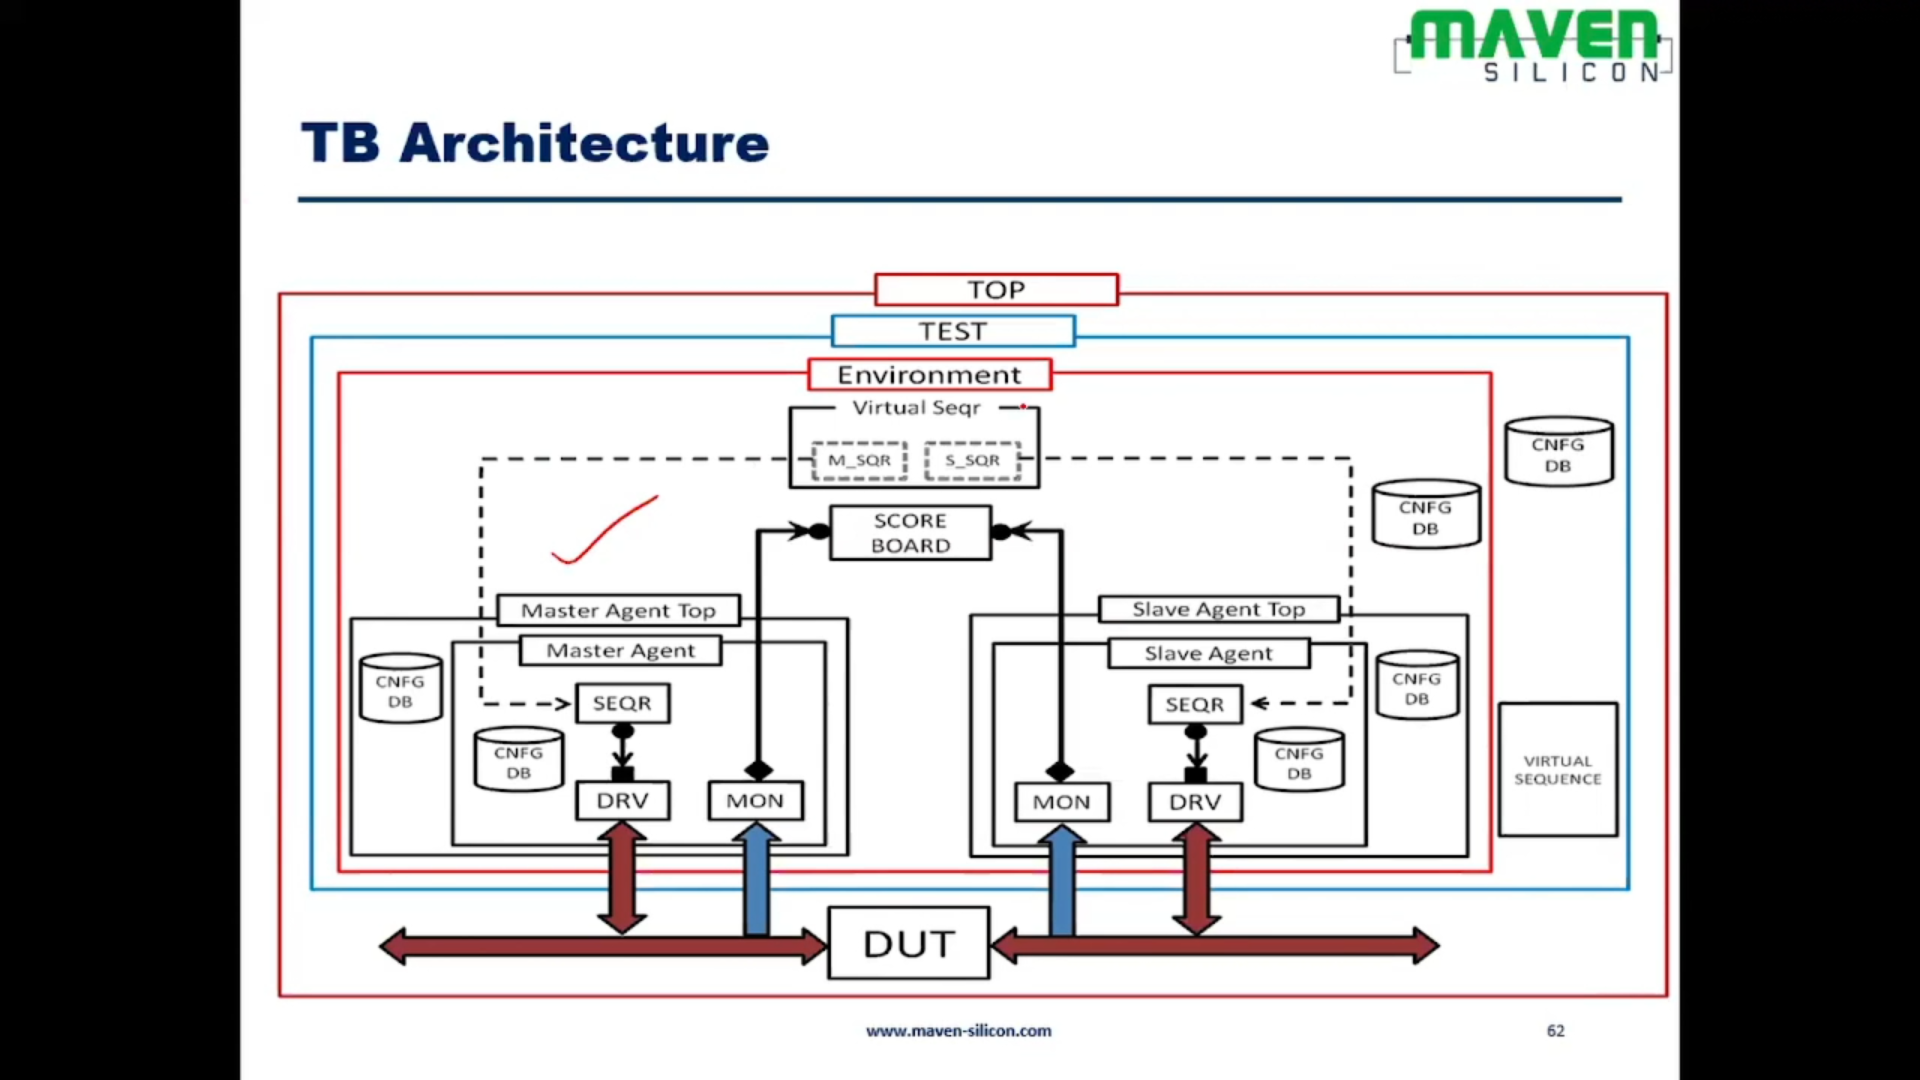 MAVEN
SILICON
TB Architecture
TOP
TEST
Environment
Virtual Seqr
M_SQR
S_SQR
CNFG
DB
CNFG
DB
SCORE
BOARD
Master Agent Top
Slave Agent Top
Master Agent
Slave Agent
CNFG
DB
SEQR
SEQR
CNFG
DB
CNFG
DB
CNFG
DB
VIRTUAL
SEQUENCE
DRV
MON
MON
DRV
DUT
www.maven-silicon.com
62